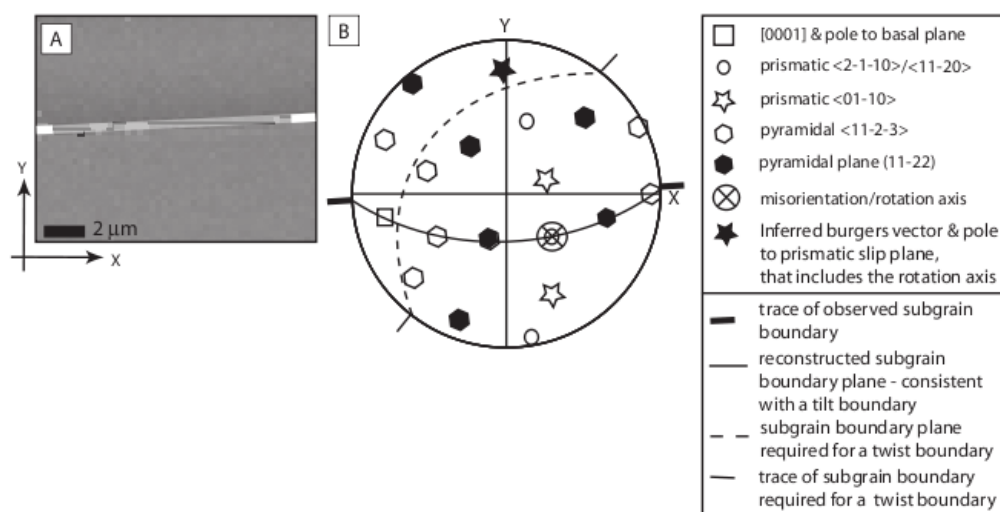 A
Y
2 µm
X
B
Y
X
[0001] & pole to basal plane
prismatic <2-1-10>/<11-20>
prismatic <01-10>
pyramidal <11-2-3>
pyramidal plane (11-22)
misorientation/rotation axis
Inferred burgers vector & pole
to prismatic slip plane,
that includes the rotation axis
trace of observed subgrain
boundary
reconstructed subgrain
boundary plane - consistent
with a tilt boundary
subgrain boundary plane
required for a twist boundary
trace of subgrain boundary
required for a twist boundary